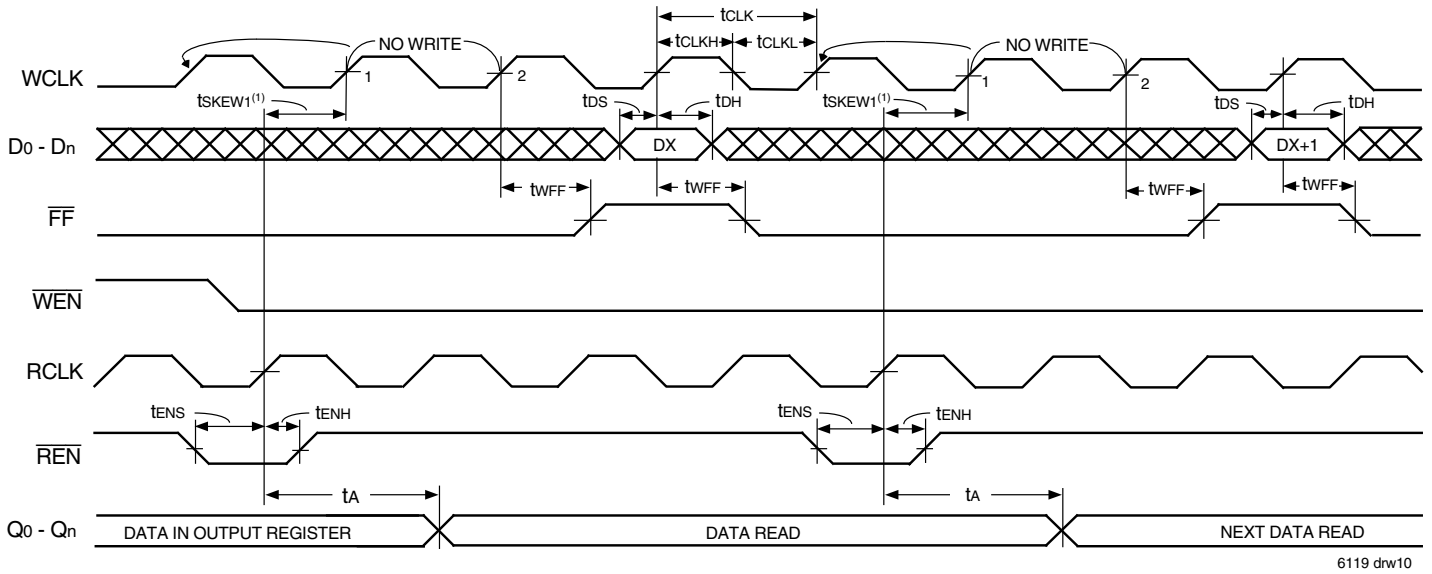 tCLK
tCLKH tCLKL
NO WRITE NO WRITE
WCLK 1 2 1 2
tSKEW1(1) tDS tDH tSKEW1(1) tDS tDH
D0 - Dn DX DX+1
tWFF tWFF tWFF tWFF
FF
WEN
RCLK
tENS tENH tENS tENH
REN
tA tA
Q0 - Qn DATA IN OUTPUT REGISTER DATA READ NEXT DATA READ
6119 drw10